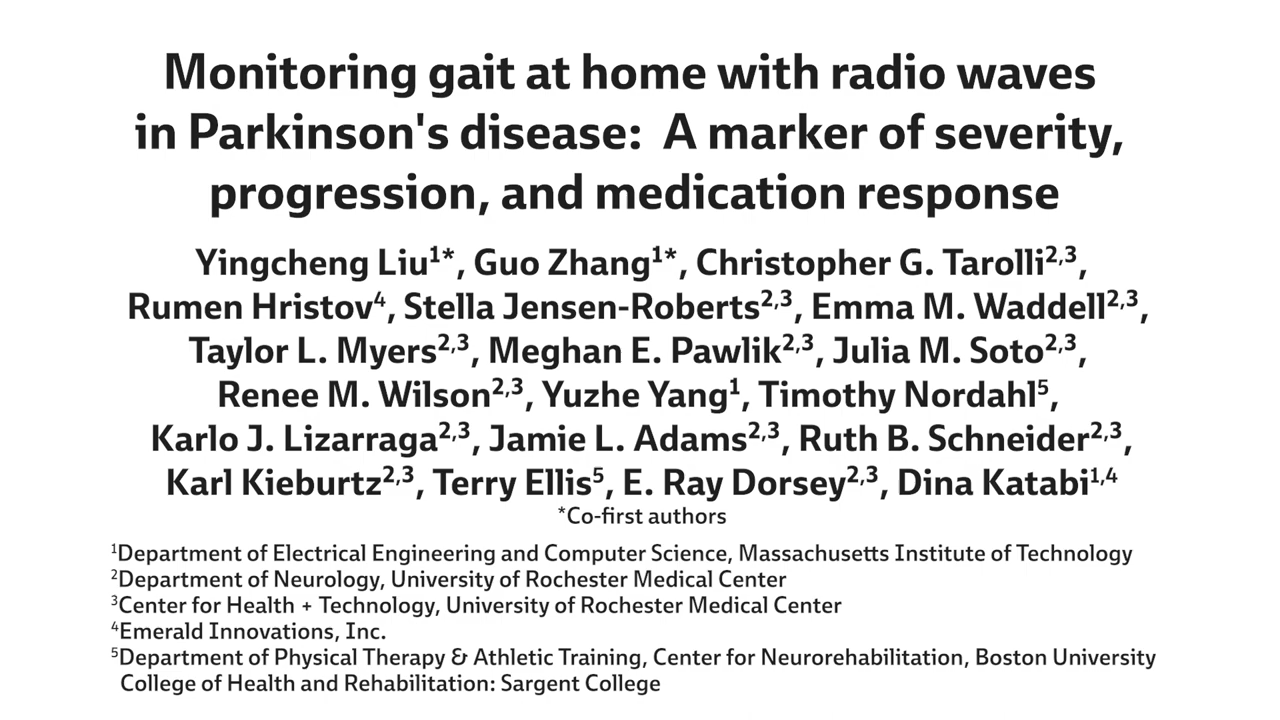 Monitoring gait at home with radio waves
in Parkinson's disease: A marker of severity,
progression, and medication response
Yingcheng Liu¹*, Guo Zhang¹*, Christopher G. Tarolli²,³,
Rumen Hristov⁴, Stella Jensen-Roberts²,³, Emma M. Waddell²,³,
Taylor L. Myers²,³, Meghan E. Pawlik²,³, Julia M. Soto²,³,
Renee M. Wilson²,³, Yuzhe Yang¹, Timothy Nordahl⁵,
Karlo J. Lizarraga²,³, Jamie L. Adams²,³, Ruth B. Schneider²,³,
Karl Kieburtz²,³, Terry Ellis⁵, E. Ray Dorsey²,³, Dina Katabi¹,⁴
*Co-first authors
¹Department of Electrical Engineering and Computer Science, Massachusetts Institute of Technology
²Department of Neurology, University of Rochester Medical Center
³Center for Health + Technology, University of Rochester Medical Center
⁴Emerald Innovations, Inc.
⁵Department of Physical Therapy & Athletic Training, Center for Neurorehabilitation, Boston University
College of Health and Rehabilitation: Sargent College